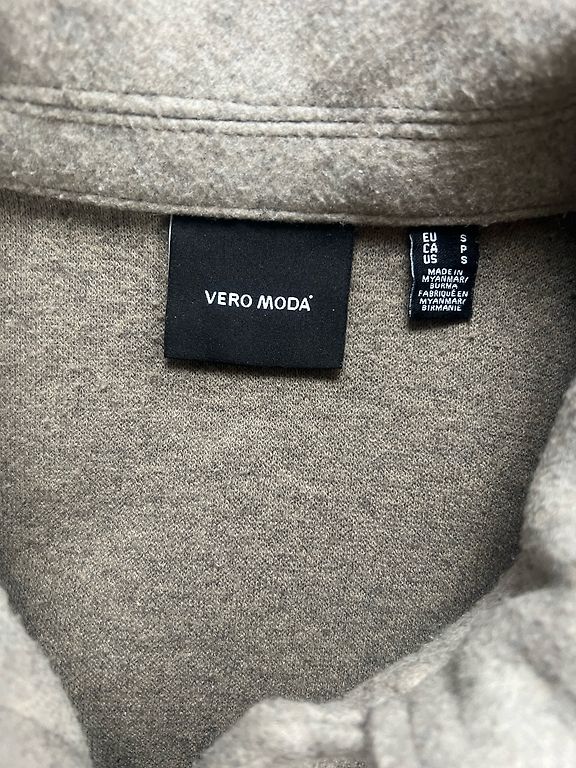 VERO MODA
EU S
CA P
US S
MADE IN
MYANMAR/
BURMA
FABRIQUÉ EN
MYANMAR/
BIRMANIE